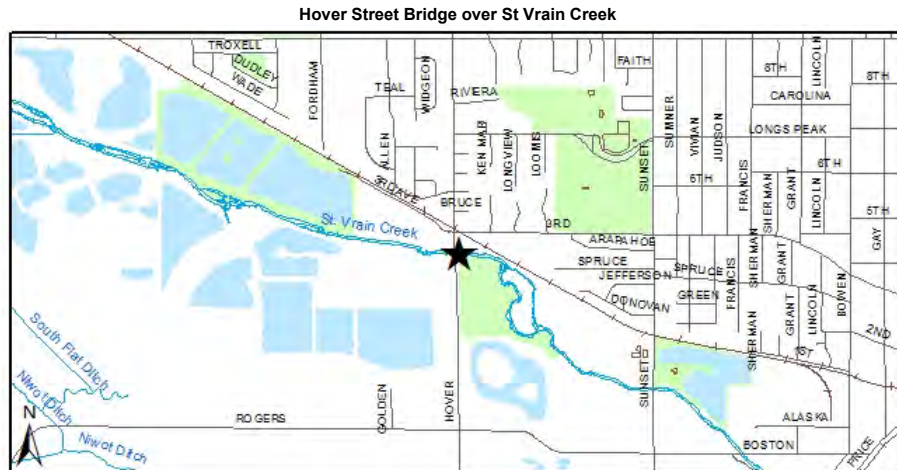 Hover Street Bridge over St Vrain Creek
TROXELL
DUDLEY
WADE
FORDHAM
TEAL
WIDGEON
ALLEN
RIVERA
FAITH
KEN MAR
LONGVIEW
LOOMIS
SUNSET
SUMNER
VIVIAN
JUDSON
8TH
LINCOLN
8TH
CAROLINA
LONGS PEAK
6TH
6TH
FRANCIS
SHERMAN
GRANT
LINCOLN
5TH
GAY
3RD AVE
BRUCE
3RD
St. Vrain Creek
ARAPAHOE
SPRUCE
JEFFERSON
SPRUCE
DONOVAN
GREEN
FRANCIS
SHERMAN
GRANT
LINCOLN
BOWEN
2ND
SHERMAN
GRANT
1ST
South Flat Ditch
Niwot Ditch
N
Niwot Ditch
ROGERS
GOLDEN
HOVER
SUNSET
ALASKA
BOSTON
PRICE